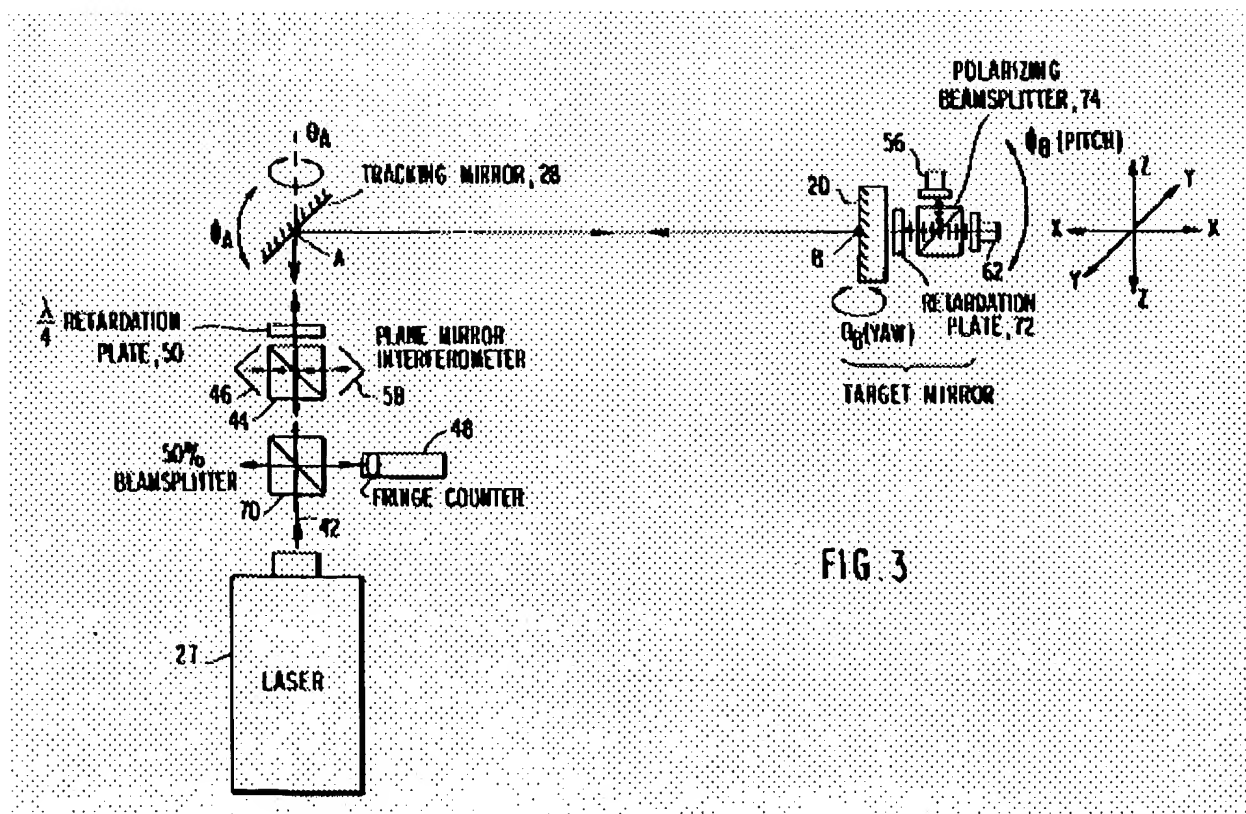 POLARIZING
BEAMSPLITTER, 74
θA
56
ϕB (PITCH)
TRACKING MIRROR, 28
20
Z
Y
ϕA
A
B
62
X
X
Y
Z
λ/4 RETARDATION
PLATE, 50
PLANE MIRROR
INTERFEROMETER
RETARDATION
PLATE, 72
θB (YAW)
46
58
44
TARGET MIRROR
48
50%
BEAMSPLITTER
FRINGE COUNTER
70
42
FIG. 3
27
LASER